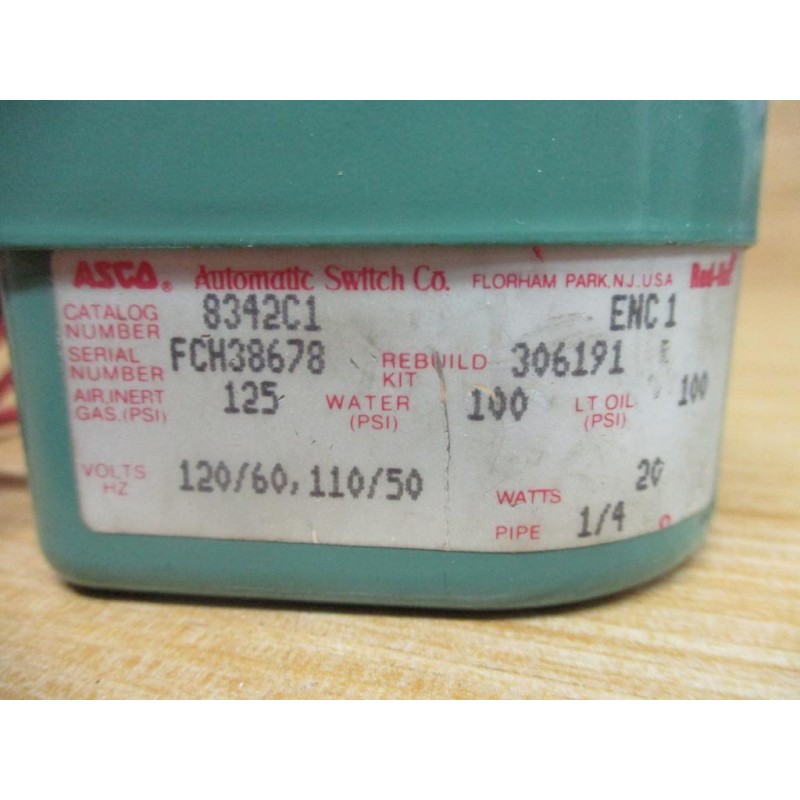 ASCO® Automatic Switch Co. FLORHAM PARK, N.J. U.S.A. Red-Hat
CATALOG NUMBER 8342C1 ENC 1
SERIAL NUMBER FCH38678 REBUILD KIT 306191 E
AIR, INERT GAS. (PSI) 125 WATER (PSI) 100 LT OIL (PSI) 100
VOLTS HZ 120/60, 110/50 WATTS 20
PIPE 1/4